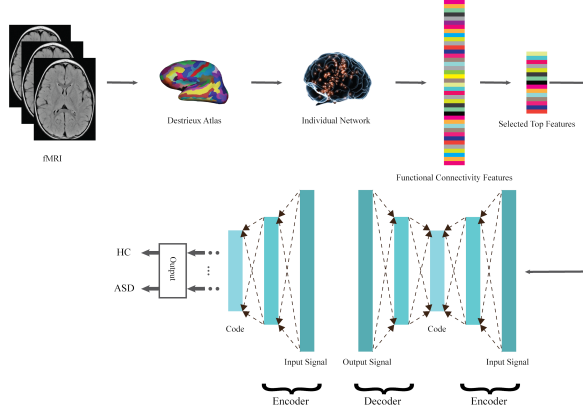 fMRI
Destrieux Atlas
Individual Network
Functional Connectivity Features
Selected Top Features
HC
ASD
Output
Code
Input Signal
Output Signal
Code
Input Signal
Encoder
Decoder
Encoder